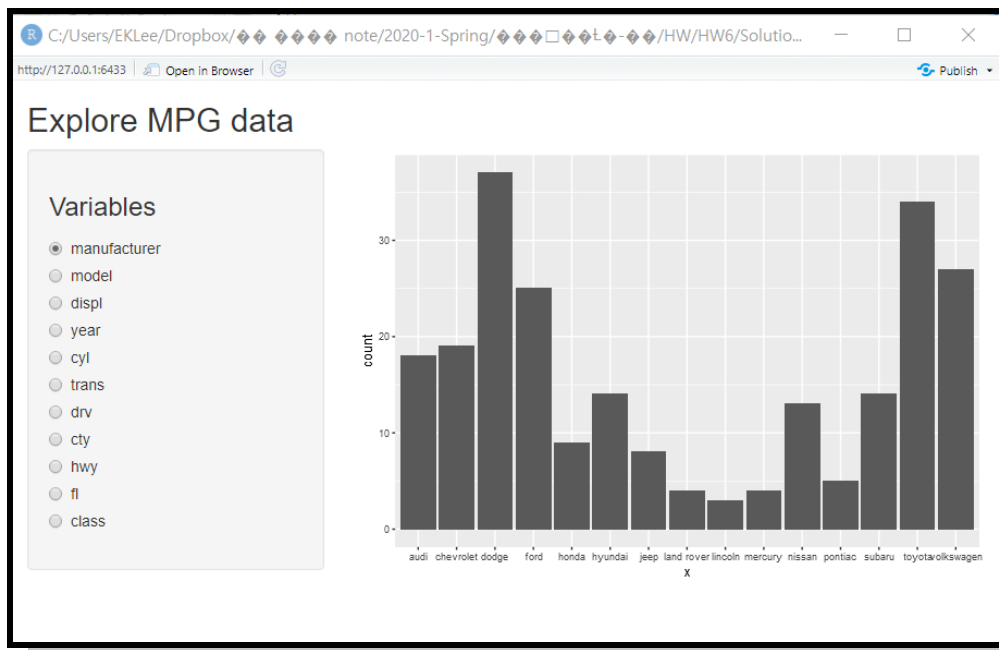 R C:/Users/EKLee/Dropbox/�� ���� note/2020-1-Spring/���□��Ƚ�-��/HW/HW6/Solutio...
http://127.0.0.1:6433 Open in Browser Publish
Explore MPG data
Variables
manufacturer
model
displ
year
cyl
trans
drv
cty
hwy
fl
class
count
30
20
10
0
audi chevrolet dodge ford honda hyundai jeep land rover lincoln mercury nissan pontiac subaru toyota volkswagen
x